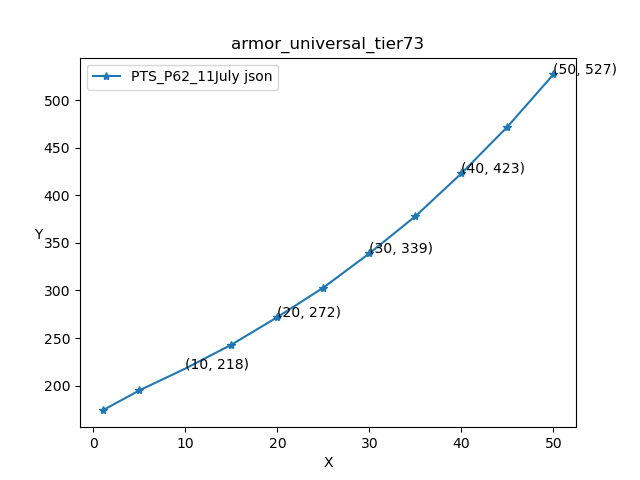 armor_universal_tier73
PTS_P62_11July json
(50, 527)
(40, 423)
(30, 339)
(20, 272)
(10, 218)
Y
500
450
400
350
300
250
200
0 10 20 30 40 50
X